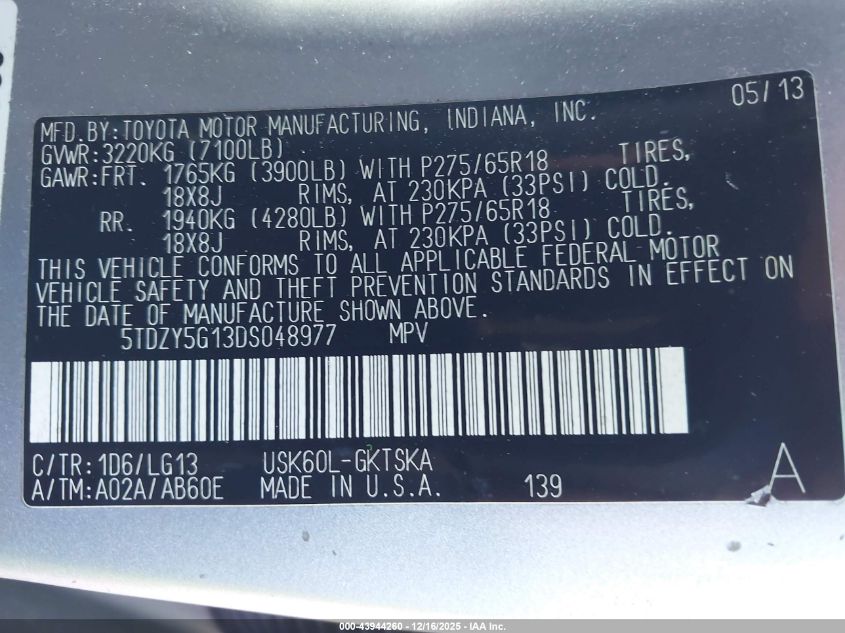 05/13
MFD.BY:TOYOTA MOTOR MANUFACTURING, INDIANA, INC.
GVWR:3220KG (7100LB)
GAWR:FRT. 1765KG (3900LB) WITH P275/65R18 TIRES,
18X8J RIMS, AT 230KPA (33PSI) COLD.
RR. 1940KG (4280LB) WITH P275/65R18 TIRES,
18X8J RIMS, AT 230KPA (33PSI) COLD.
THIS VEHICLE CONFORMS TO ALL APPLICABLE FEDERAL MOTOR
VEHICLE SAFETY AND THEFT PREVENTION STANDARDS IN EFFECT ON
THE DATE OF MANUFACTURE SHOWN ABOVE.
5TDZY5G13DS048977 MPV
C/TR:1D6/LG13 USK60L-GKTSKA
A/TM:A02A/AB60E MADE IN U.S.A. 139 A
000-43944260 - 12/16/2025 - IAA Inc.